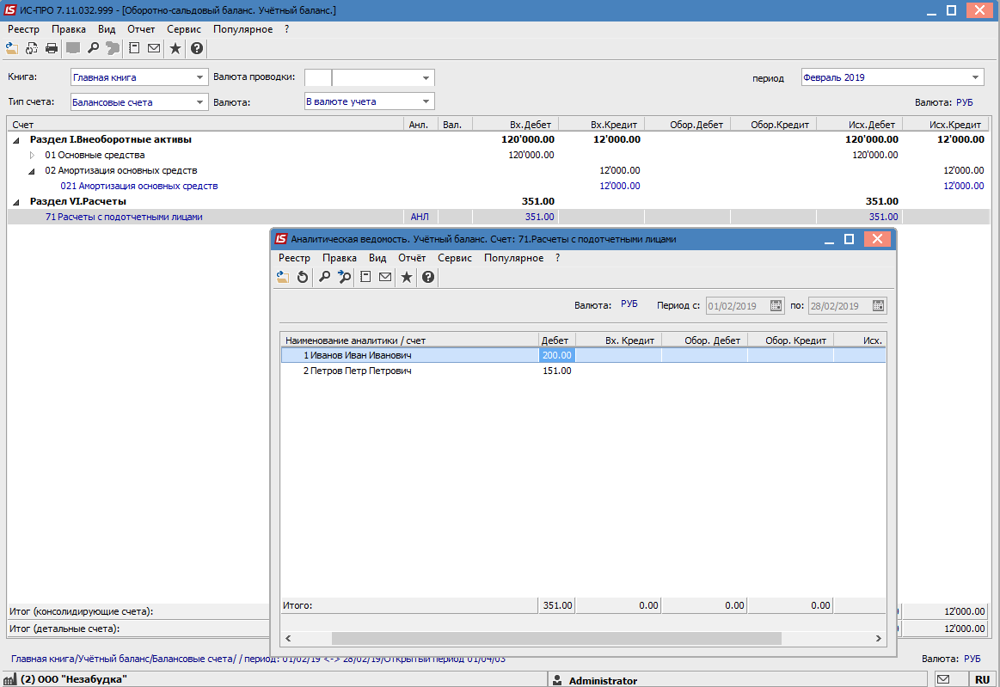 ИС-ПРО 7.11.032.999 - [Оборотно-сальдовый баланс. Учётный баланс.]
Реестр Правка Вид Отчет Сервис Популярное ?
Книга: Главная книга Валюта проводки: период Февраль 2019
Тип счета: Балансовые счета Валюта: В валюте учета Валюта: РУБ
Счет Анл. Вал. Вх.Дебет Вх.Кредит Обор.Дебет Обор.Кредит Исх.Дебет Исх.Кредит
Раздел I.Внеоборотные активы 120'000.00 12'000.00 120'000.00 12'000.00
01 Основные средства 120'000.00 120'000.00
02 Амортизация основных средств 12'000.00 12'000.00
021 Амортизация основных средств 12'000.00 12'000.00
Раздел VI.Расчеты 351.00 351.00
71 Расчеты с подотчетными лицами АНЛ 351.00 351.00
Аналитическая ведомость. Учётный баланс. Счет: 71.Расчеты с подотчетными лицами
Реестр Правка Вид Отчёт Сервис Популярное ?
Валюта: РУБ Период с: 01/02/2019 по: 28/02/2019
Наименование аналитики / счет Дебет Вх. Кредит Обор. Дебет Обор. Кредит Исх.
1 Иванов Иван Иванович 200.00
2 Петров Петр Петрович 151.00
Итого: 351.00 0.00 0.00 0.00
Итог (консолидирующие счета): 12'000.00
Итог (детальные счета): 12'000.00
Главная книга/Учётный баланс/Балансовые счета/ / период: 01/02/19 <-> 28/02/19/Открытый период 01/04/03 Валюта: РУБ
(2) ООО "Незабудка" Administrator RU